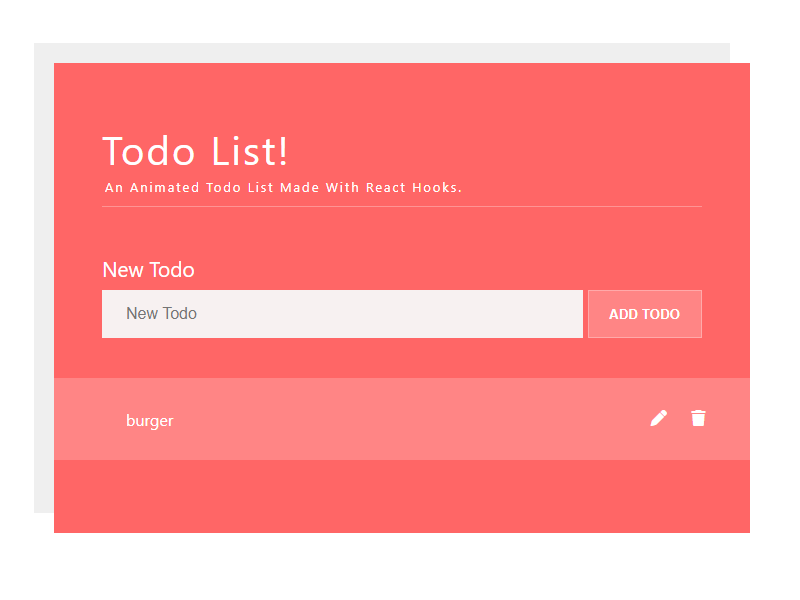 Todo List!
An Animated Todo List Made With React Hooks.
New Todo
New Todo
ADD TODO
burger